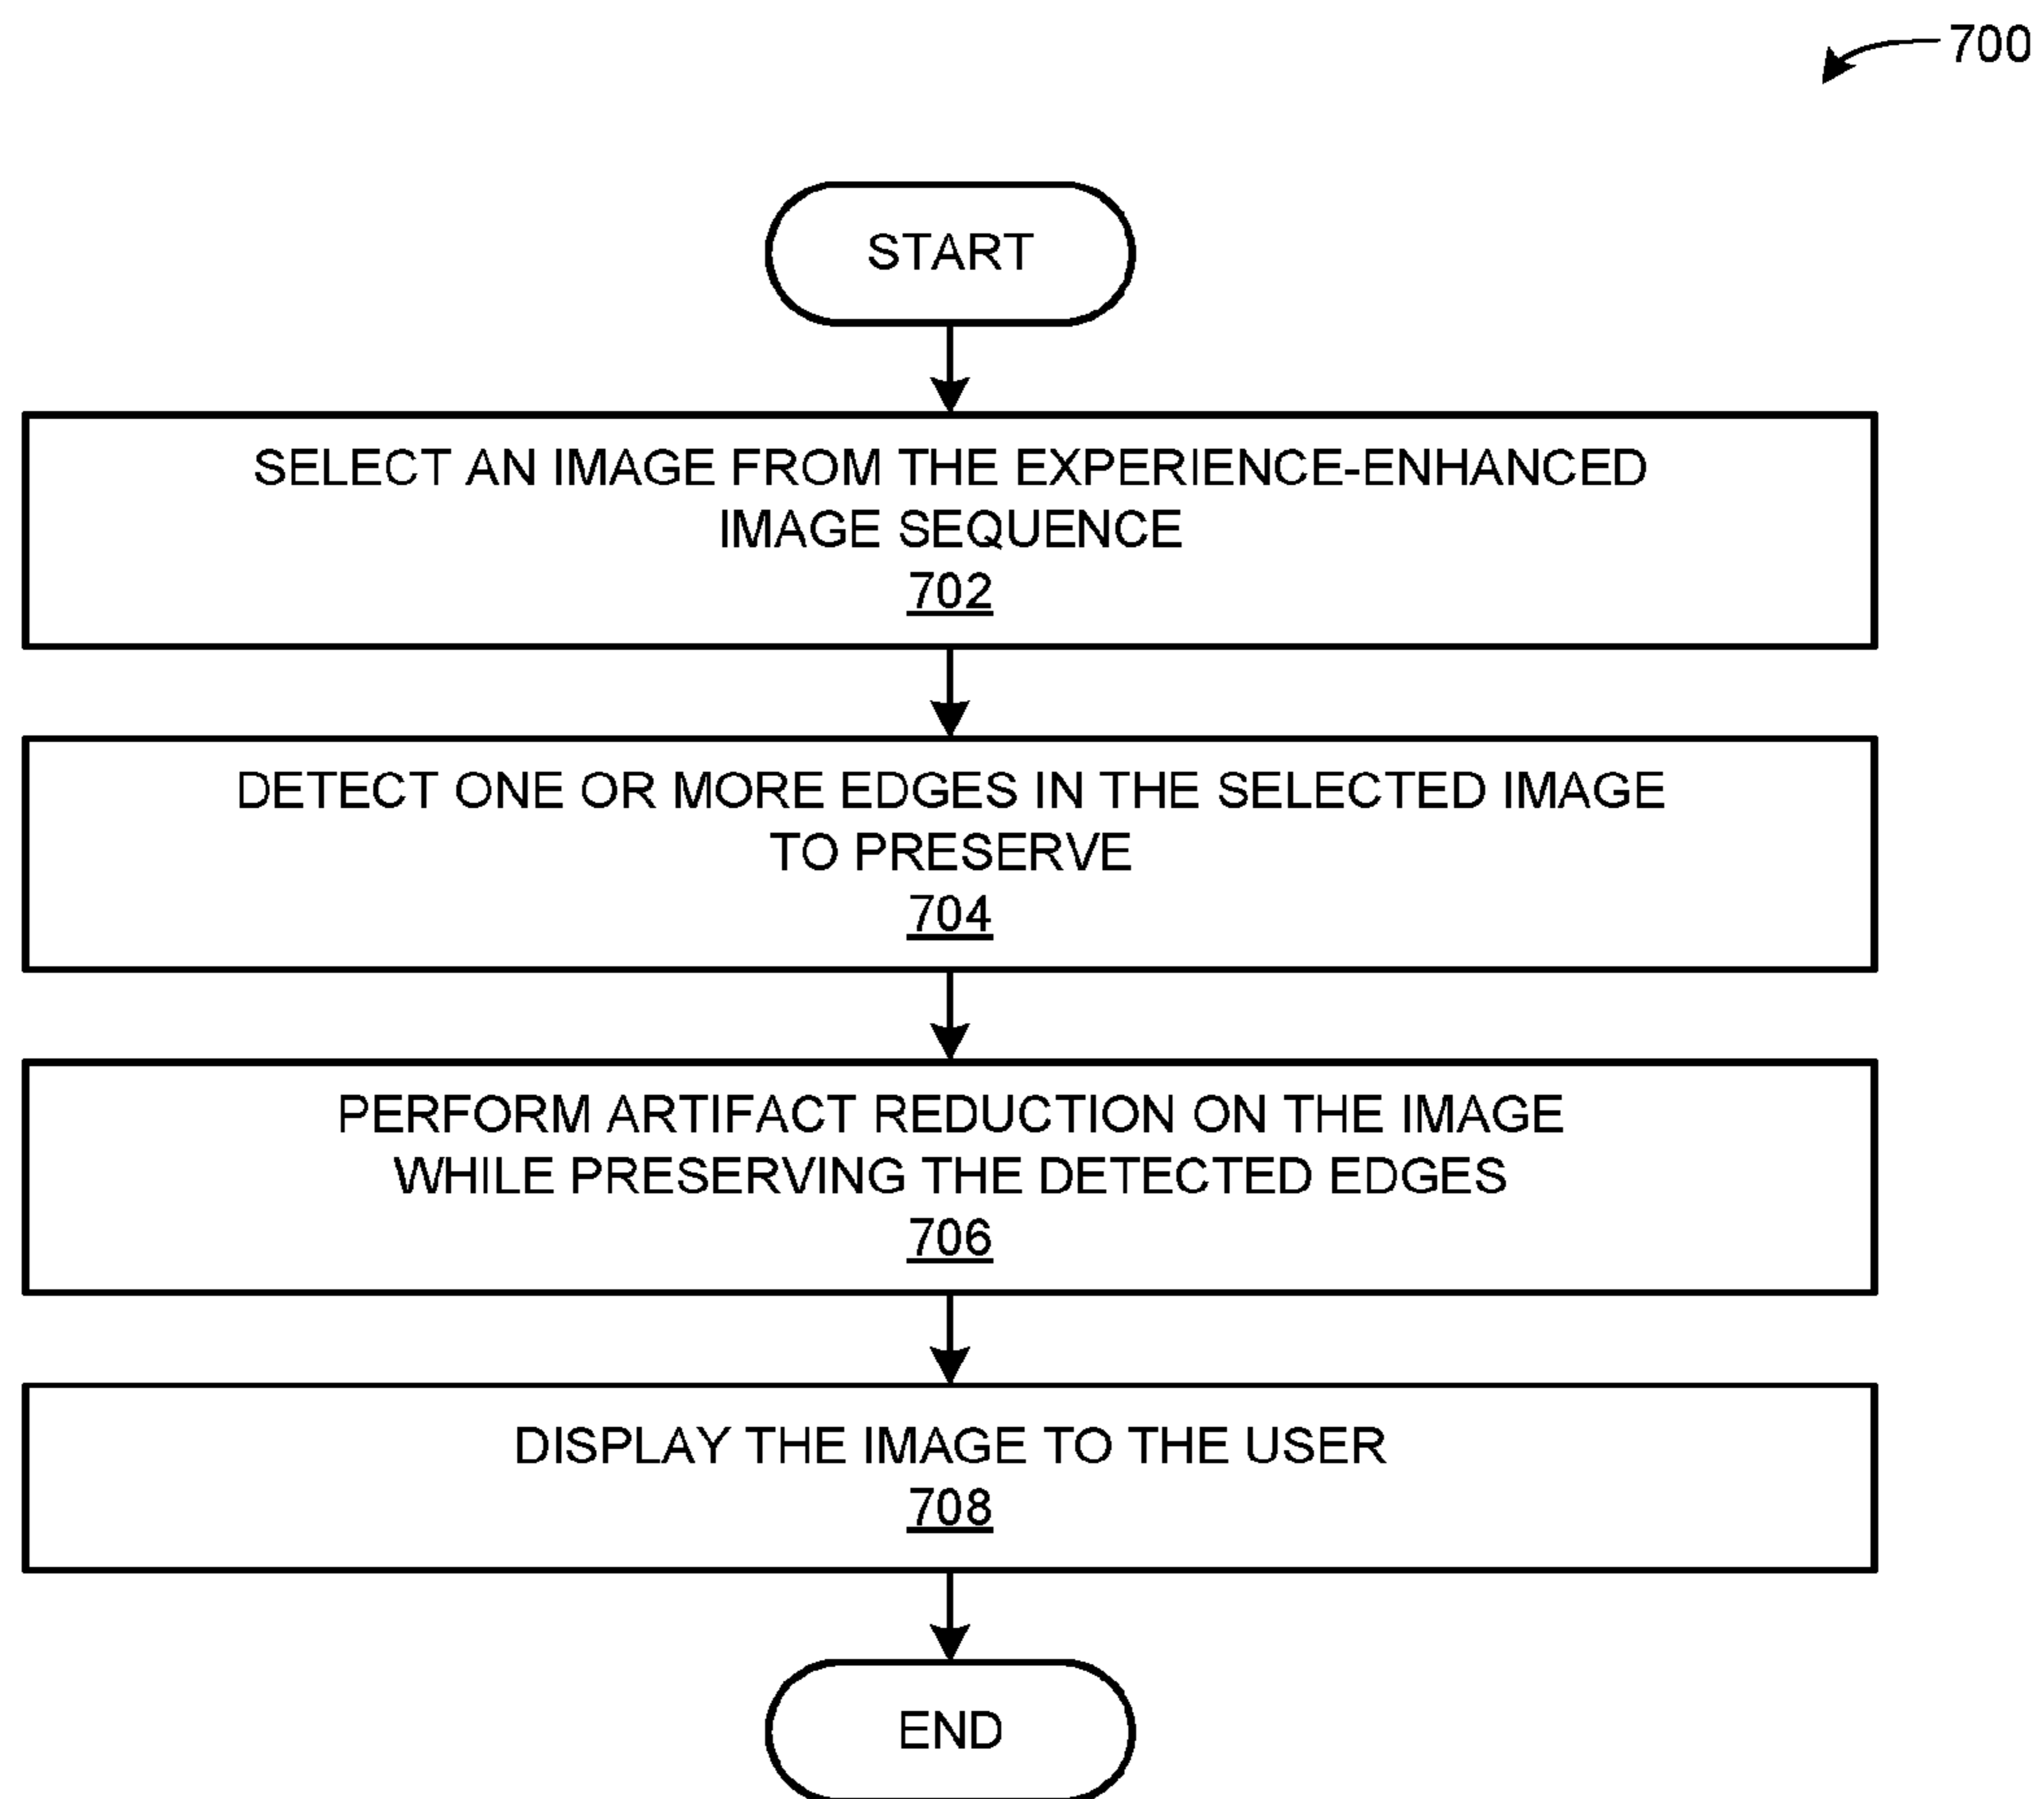 700
START
SELECT AN IMAGE FROM THE EXPERIENCE-ENHANCED
IMAGE SEQUENCE
702
DETECT ONE OR MORE EDGES IN THE SELECTED IMAGE
TO PRESERVE
704
PERFORM ARTIFACT REDUCTION ON THE IMAGE
WHILE PRESERVING THE DETECTED EDGES
706
DISPLAY THE IMAGE TO THE USER
708
END